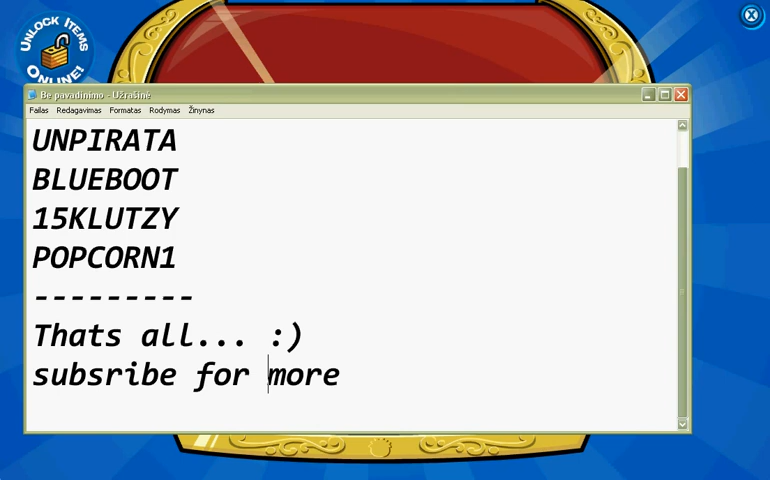 UNLOCK ITEMS
ONLINE!
Be pavadinimo - Užrašinė
Failas Redagavimas Formatas Rodymas Žinynas
UNPIRATA
BLUEBOOT
15KLUTZY
POPCORN1
---------
Thats all... :)
subsribe for more